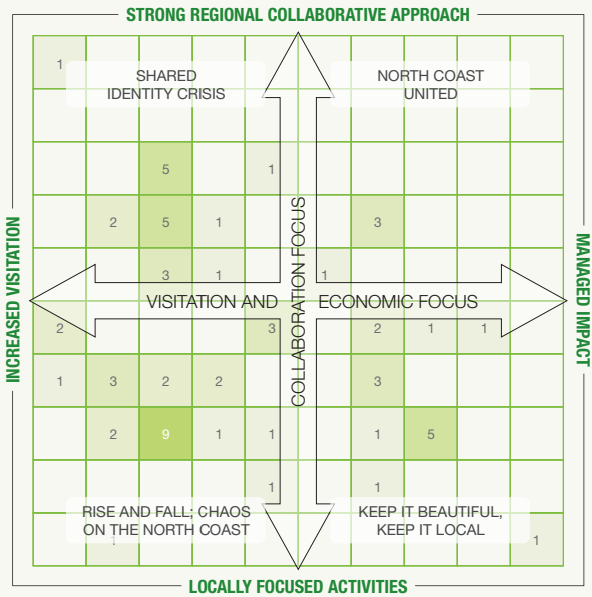 STRONG REGIONAL COLLABORATIVE APPROACH
1
SHARED
IDENTITY CRISIS
NORTH COAST
UNITED
5 1
2 5 1 3
3 1 1
INCREASED VISITATION
VISITATION AND ECONOMIC FOCUS
COLLABORATION FOCUS
MANAGED IMPACT
2 3 2 1 1
1 3 2 2 3
2 9 1 1 1 5
1 1
RISE AND FALL; CHAOS
ON THE NORTH COAST
KEEP IT BEAUTIFUL,
KEEP IT LOCAL
1 1
LOCALLY FOCUSED ACTIVITIES